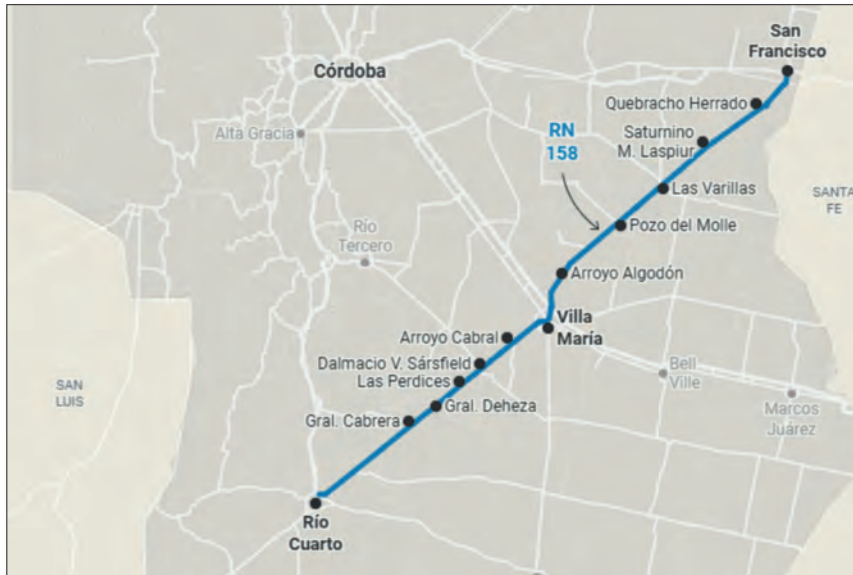 San
Francisco
Córdoba
Quebracho Herrado
Alta Gracia
RN
158
Saturnino
M. Laspiur
Las Varillas
SANTA
FE
Río
Tercero
Pozo del Molle
Arroyo Algodón
Villa
María
Arroyo Cabral
Dalmacio V. Sársfield
Las Perdices
Bell
Ville
SAN
LUIS
Gral. Deheza
Gral. Cabrera
Marcos
Juárez
Río
Cuarto